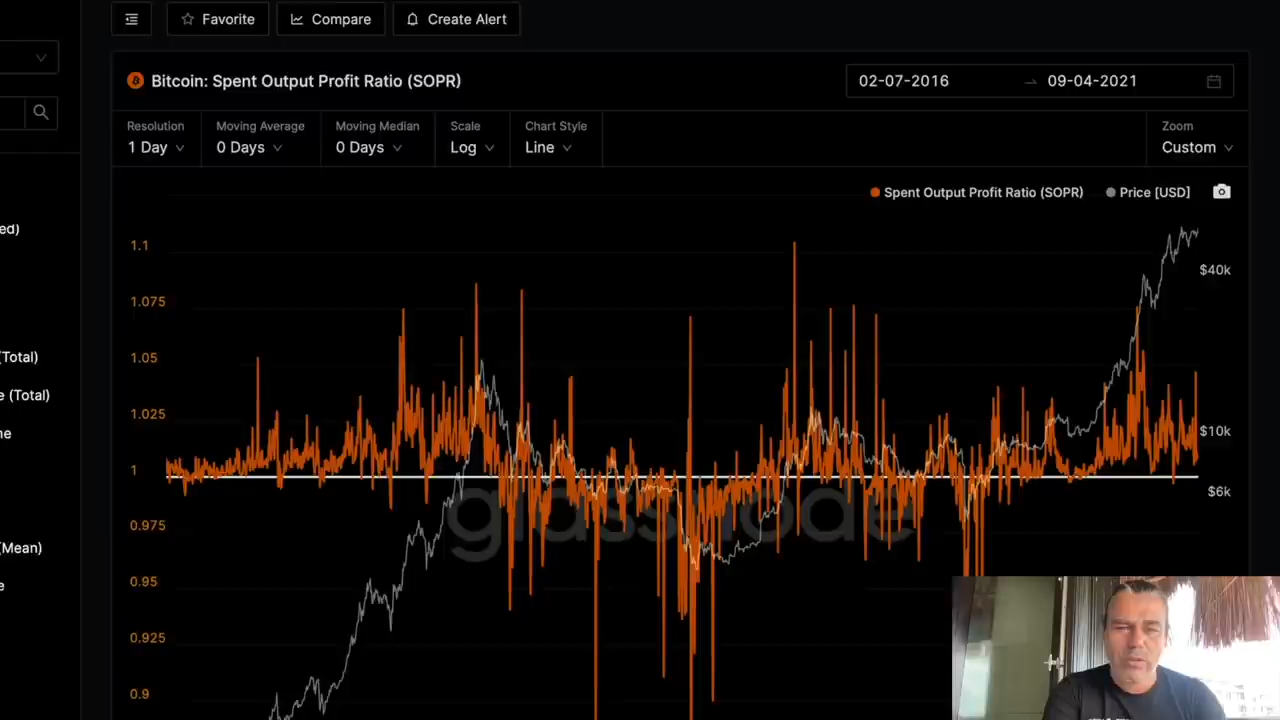 Favorite
Compare
Create Alert
Bitcoin: Spent Output Profit Ratio (SOPR)
02-07-2016 → 09-04-2021
Resolution
1 Day
Moving Average
0 Days
Moving Median
0 Days
Scale
Log
Chart Style
Line
Zoom
Custom
Spent Output Profit Ratio (SOPR)
Price [USD]
ed)
(Total)
e (Total)
ne
(Mean)
e
1.1
1.075
1.05
1.025
1
0.975
0.95
0.925
0.9
$40k
$10k
$6k
glassnode